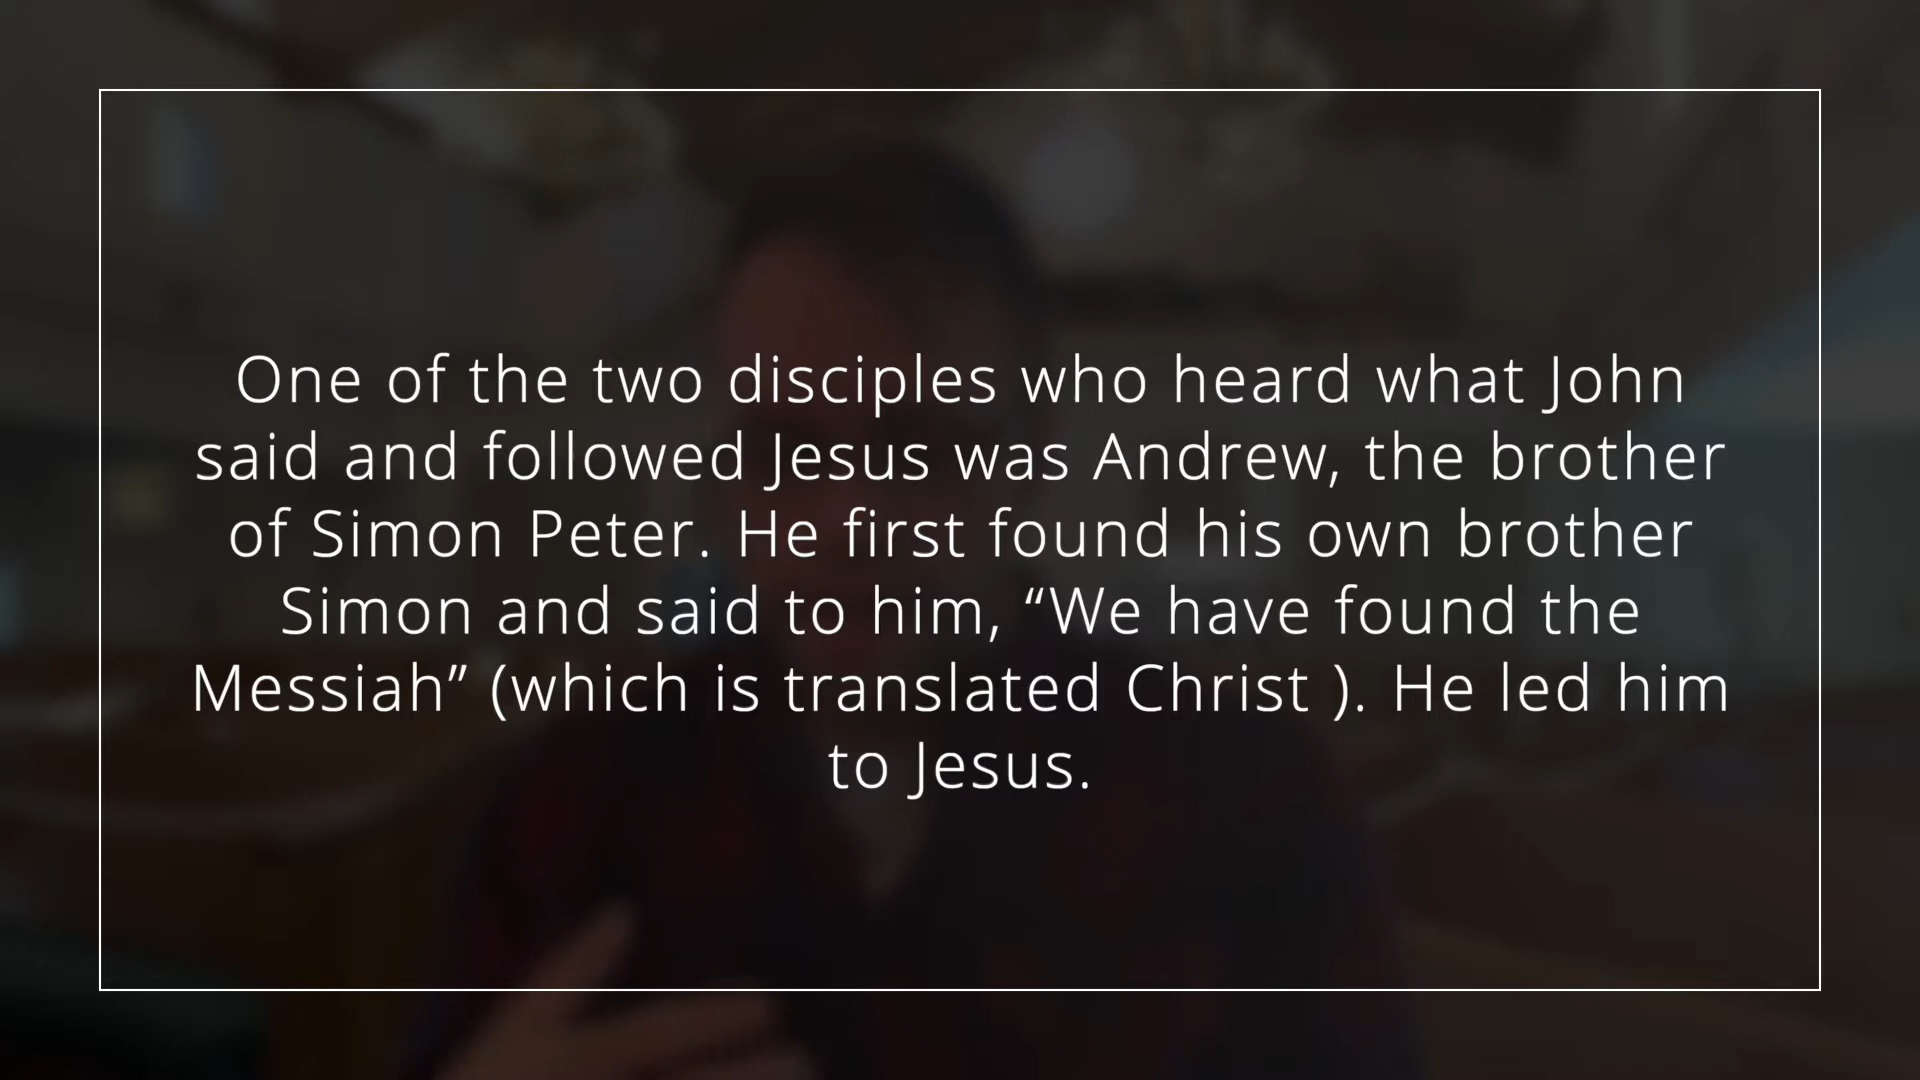 One of the two disciples who heard what John
said and followed Jesus was Andrew, the brother
of Simon Peter. He first found his own brother
Simon and said to him, “We have found the
Messiah” (which is translated Christ ). He led him
to Jesus.